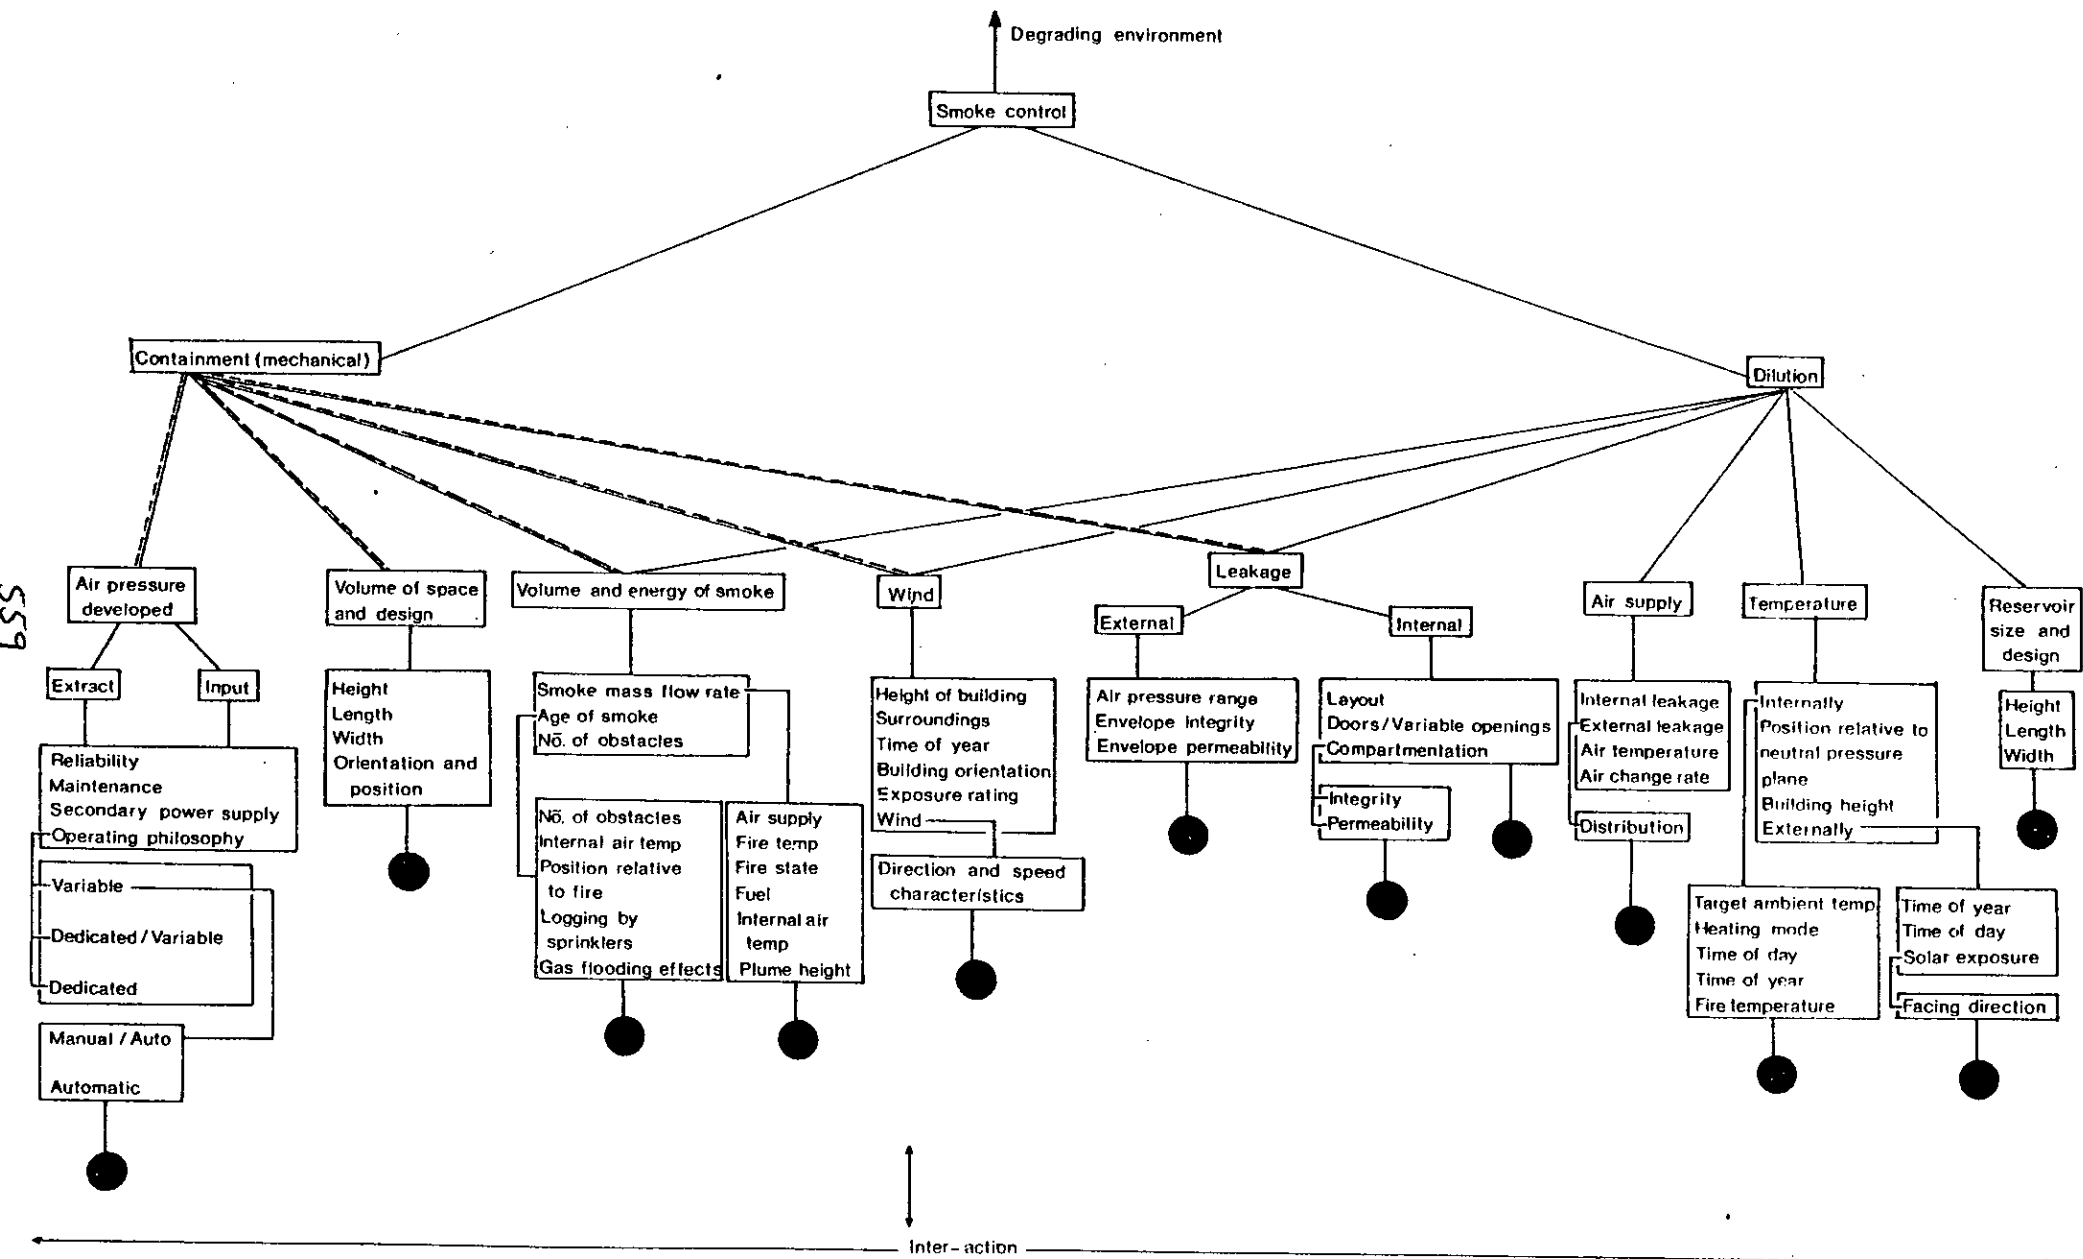 Degrading environment
Smoke control
Containment (mechanical)
Dilution
Air pressure
developed
Extract
Input
Reliability
Maintenance
Secondary power supply
Operating philosophy
Variable
Dedicated / Variable
Dedicated
Manual / Auto
Automatic
Volume of space
and design
Height
Length
Width
Orientation and
position
Volume and energy of smoke
Smoke mass flow rate
Age of smoke
No. of obstacles
No. of obstacles
Internal air temp
Position relative
to fire
Logging by
sprinklers
Gas flooding effects
Air supply
Fire temp
Fire state
Fuel
Internal air
temp
Plume height
Wind
Height of building
Surroundings
Time of year
Building orientation
Exposure rating
Wind
Direction and speed
characteristics
Leakage
External
Air pressure range
Envelope integrity
Envelope permeability
Internal
Layout
Doors/Variable openings
Compartmentation
Integrity
Permeability
Air supply
Internal leakage
External leakage
Air temperature
Air change rate
Distribution
Temperature
Internally
Position relative to
neutral pressure
plane
Building height
Externally
Target ambient temp
Heating mode
Time of day
Time of year
Fire temperature
Time of year
Time of day
Solar exposure
Facing direction
Reservoir
size and
design
Height
Length
Width
Inter-action
559